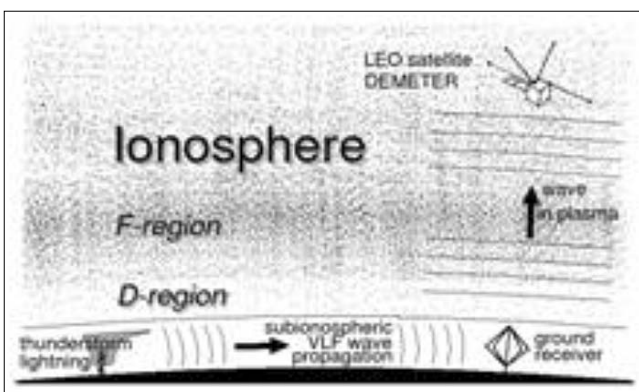 LEO satellite
DEMETER
Ionosphere
wave
in plasma
F-region
D-region
thunderstorm
lightning
subionospheric
VLF wave
propagation
ground
receiver